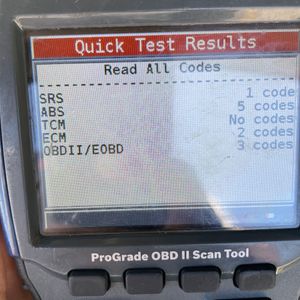 Quick Test Results
Read All Codes
SRS 1 code
ABS 5 codes
TCM No codes
ECM 2 codes
OBDII/EOBD 3 codes
ProGrade OBD II Scan Tool